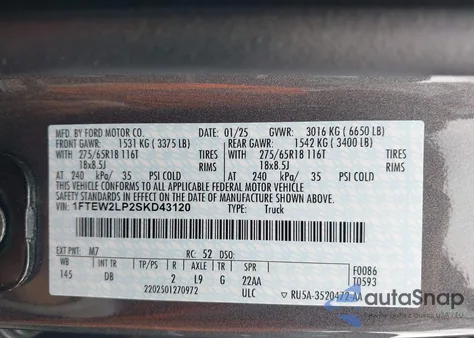 MFD. BY FORD MOTOR CO. 01/25 GVWR: 3016 KG ( 6650 LB)
FRONT GAWR: 1531 KG ( 3375 LB) REAR GAWR: 1542 KG ( 3400 LB)
WITH 275/65R18 116T TIRES WITH 275/65R18 116T TIRES
18x8.5J RIMS 18x8.5J RIMS
AT 240 kPa/ 35 PSI COLD AT 240 kPa/ 35 PSI COLD
THIS VEHICLE CONFORMS TO ALL APPLICABLE FEDERAL MOTOR VEHICLE
SAFETY STANDARDS IN EFFECT ON THE DATE OF MANUFACTURE SHOWN ABOVE.
VIN: 1FTEW2LP2SKD43120 TYPE: Truck
EXT PNT: M7 RC: 52 DSO:
WB TP/PS R AXLE TR SPR F0086
145 DB 2 L9 G 22AA T0593
2202501270972 ULC RU5A-3520472-AA
autoSnap